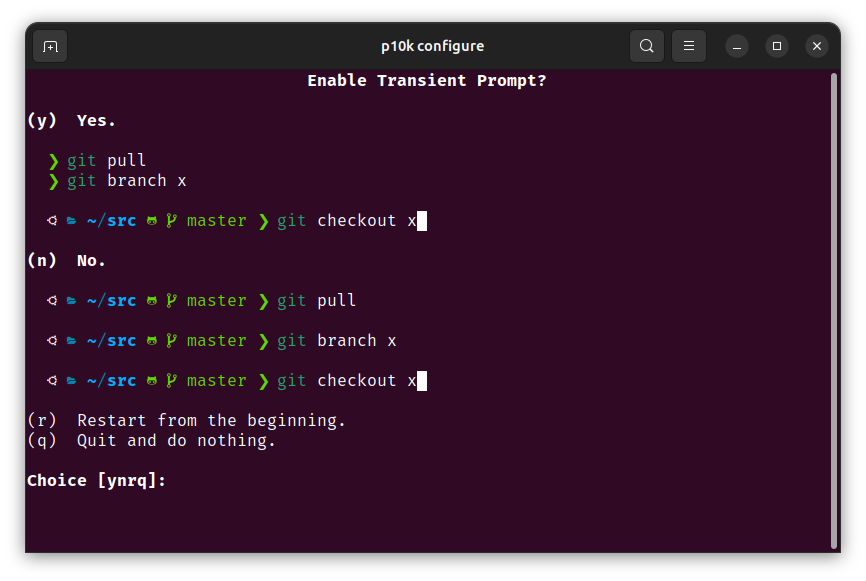 p10k configure
Enable Transient Prompt?
(y) Yes.
❯ git pull
❯ git branch x
~/src master ❯ git checkout x
(n) No.
~/src master ❯ git pull
~/src master ❯ git branch x
~/src master ❯ git checkout x
(r) Restart from the beginning.
(q) Quit and do nothing.
Choice [ynrq]: